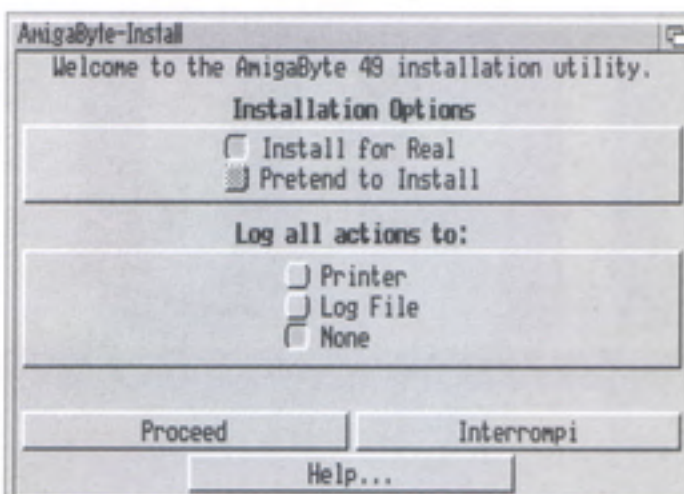 AmigaByte-Install
Welcome to the AmigaByte 49 installation utility.
Installation Options
Install for Real
Pretend to Install
Log all actions to:
Printer
Log File
None
Proceed
Interrompi
Help...